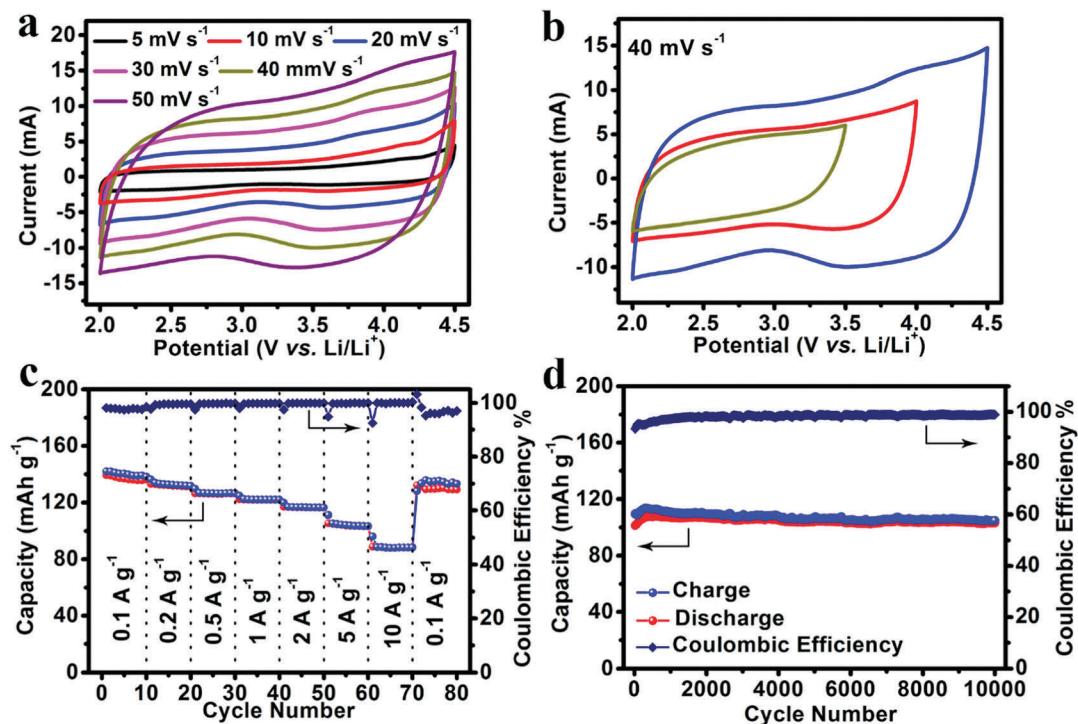 a
5 mV s⁻¹ 10 mV s⁻¹ 20 mV s⁻¹
30 mV s⁻¹ 40 mmV s⁻¹
50 mV s⁻¹
20
15
10
5
0
-5
-10
-15
Current (mA)
2.0 2.5 3.0 3.5 4.0 4.5
Potential (V vs. Li/Li⁺)
b
40 mV s⁻¹
15
10
5
0
-5
-10
Current (mA)
2.0 2.5 3.0 3.5 4.0 4.5
Potential (V vs. Li/Li⁺)
c
200
160
120
80
40
0
Capacity (mAh g⁻¹)
0.1 A g⁻¹
0.2 A g⁻¹
0.5 A g⁻¹
1 A g⁻¹
2 A g⁻¹
5 A g⁻¹
10 A g⁻¹
0.1 A g⁻¹
100
80
60
40
20
0
Coulombic Efficiency %
0 10 20 30 40 50 60 70 80
Cycle Number
d
200
160
120
80
40
0
Capacity (mAh g⁻¹)
Charge
Discharge
Coulombic Efficiency
100
80
60
40
20
0
Coulombic Efficiency %
0 2000 4000 6000 8000 10000
Cycle Number